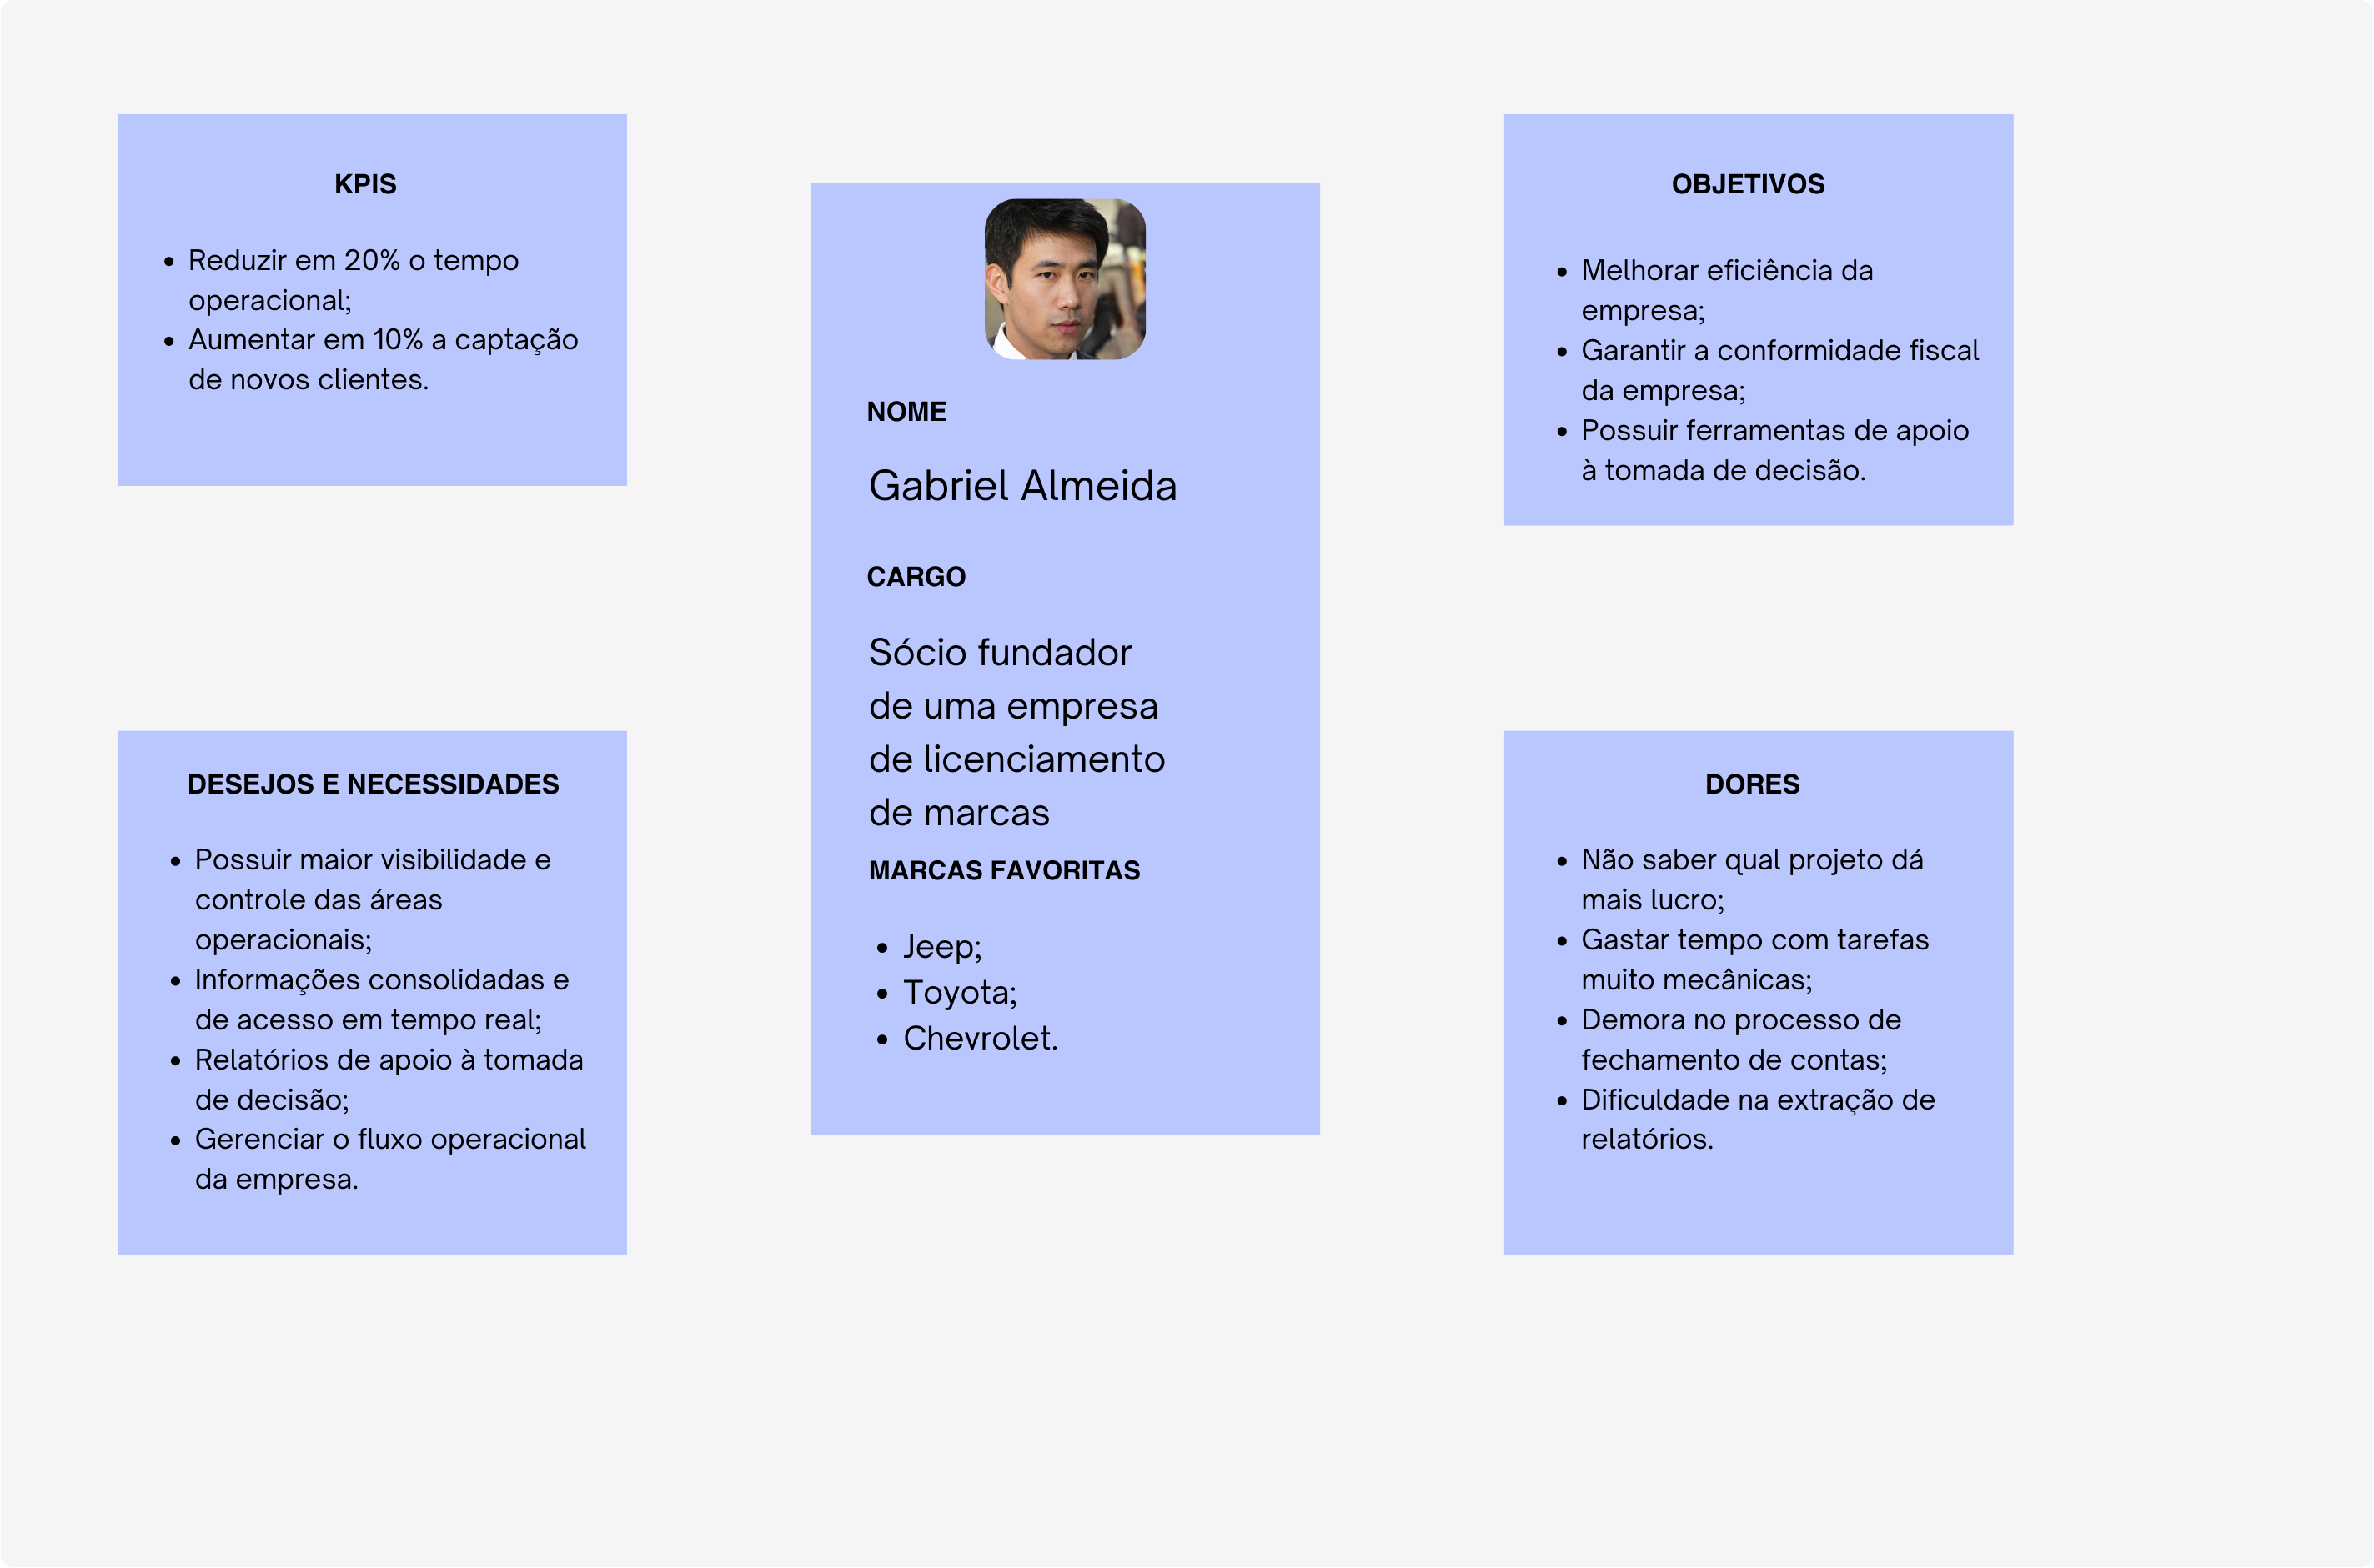 KPIS
• Reduzir em 20% o tempo
operacional;
• Aumentar em 10% a captação
de novos clientes.
NOME
Gabriel Almeida
CARGO
Sócio fundador
de uma empresa
de licenciamento
de marcas
MARCAS FAVORITAS
• Jeep;
• Toyota;
• Chevrolet.
OBJETIVOS
• Melhorar eficiência da
empresa;
• Garantir a conformidade fiscal
da empresa;
• Possuir ferramentas de apoio
à tomada de decisão.
DESEJOS E NECESSIDADES
• Possuir maior visibilidade e
controle das áreas
operacionais;
• Informações consolidadas e
de acesso em tempo real;
• Relatórios de apoio à tomada
de decisão;
• Gerenciar o fluxo operacional
da empresa.
DORES
• Não saber qual projeto dá
mais lucro;
• Gastar tempo com tarefas
muito mecânicas;
• Demora no processo de
fechamento de contas;
• Dificuldade na extração de
relatórios.